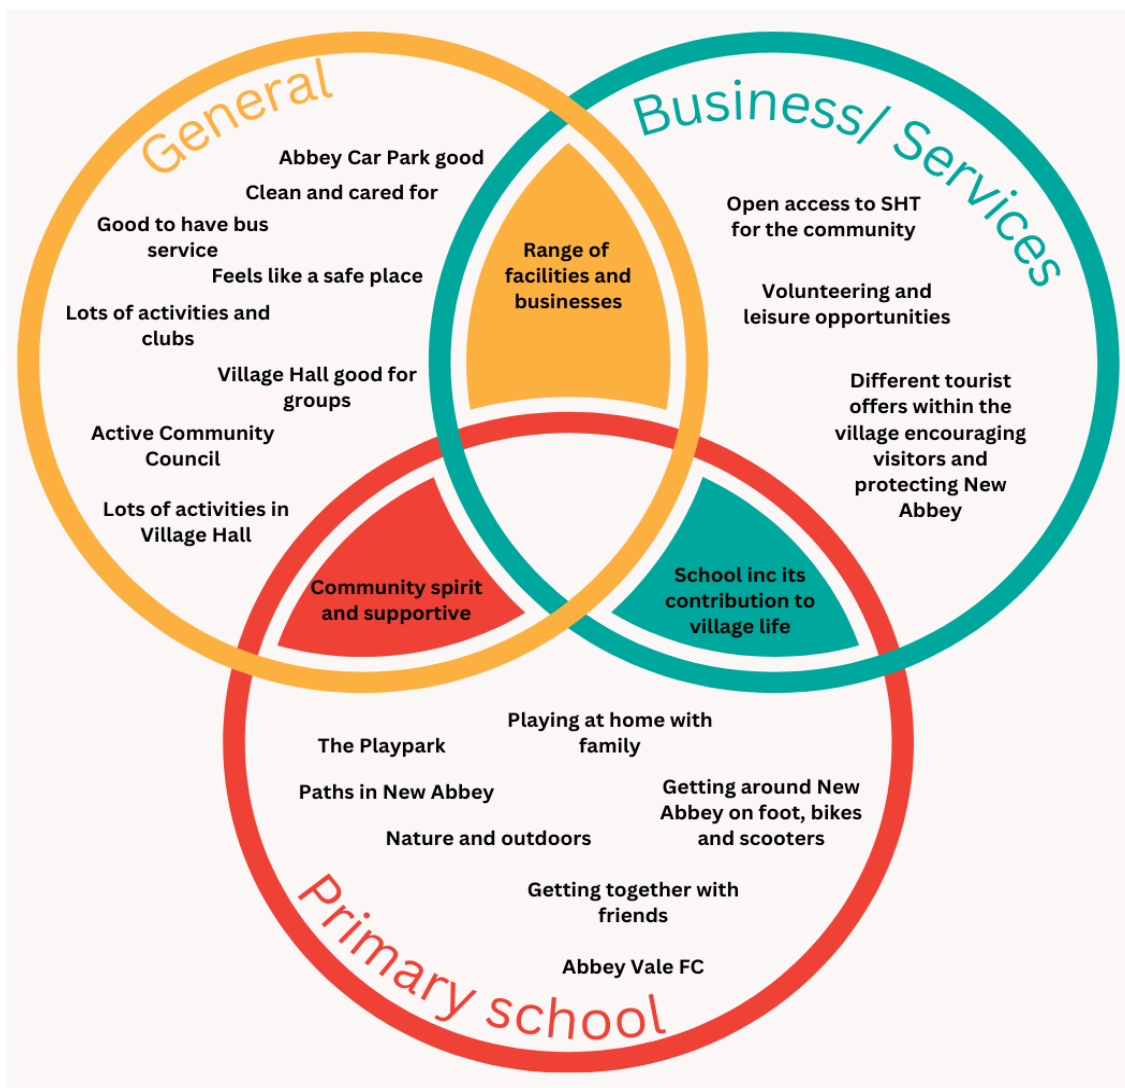 General
Abbey Car Park good
Clean and cared for
Good to have bus
service
Feels like a safe place
Lots of activities and
clubs
Village Hall good for
groups
Active Community
Council
Lots of activities in
Village Hall
Range of
facilities and
businesses
Business/ Services
Open access to SHT
for the community
Volunteering and
leisure opportunities
Different tourist
offers within the
village encouraging
visitors and
protecting New
Abbey
Community spirit
and supportive
School inc its
contribution to
village life
Playing at home with
family
The Playpark
Paths in New Abbey
Getting around New
Abbey on foot, bikes
and scooters
Nature and outdoors
Getting together with
friends
Abbey Vale FC
Primary school